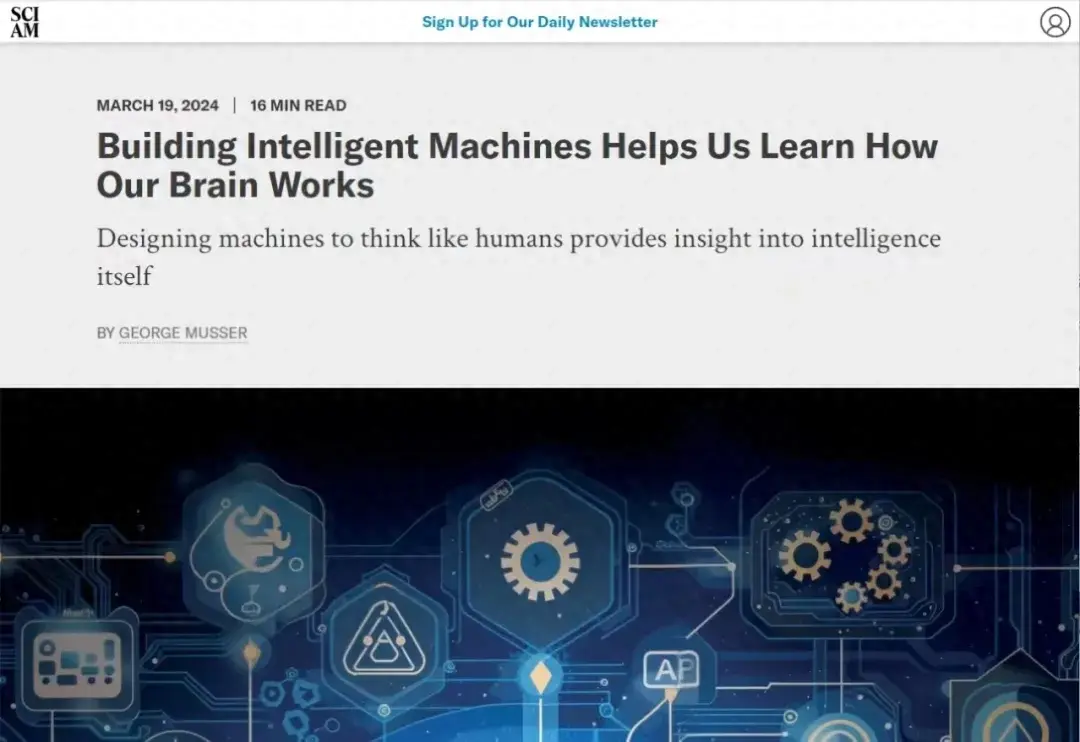 SCI
AM
Sign Up for Our Daily Newsletter
MARCH 19, 2024 | 16 MIN READ
Building Intelligent Machines Helps Us Learn How
Our Brain Works
Designing machines to think like humans provides insight into intelligence
itself
BY GEORGE MUSSER
AP